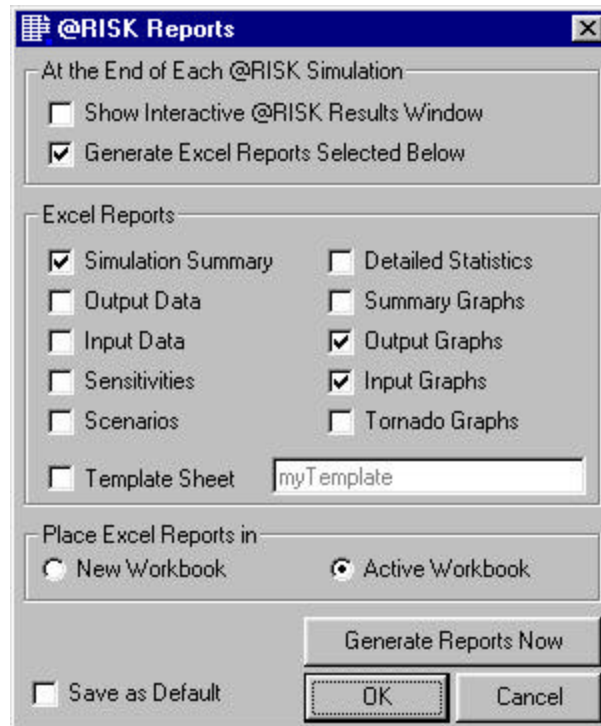 @RISK Reports
At the End of Each @RISK Simulation
Show Interactive @RISK Results Window
Generate Excel Reports Selected Below
Excel Reports
Simulation Summary
Detailed Statistics
Output Data
Summary Graphs
Input Data
Output Graphs
Sensitivities
Input Graphs
Scenarios
Tornado Graphs
Template Sheet
myTemplate
Place Excel Reports in
New Workbook
Active Workbook
Generate Reports Now
Save as Default
OK
Cancel